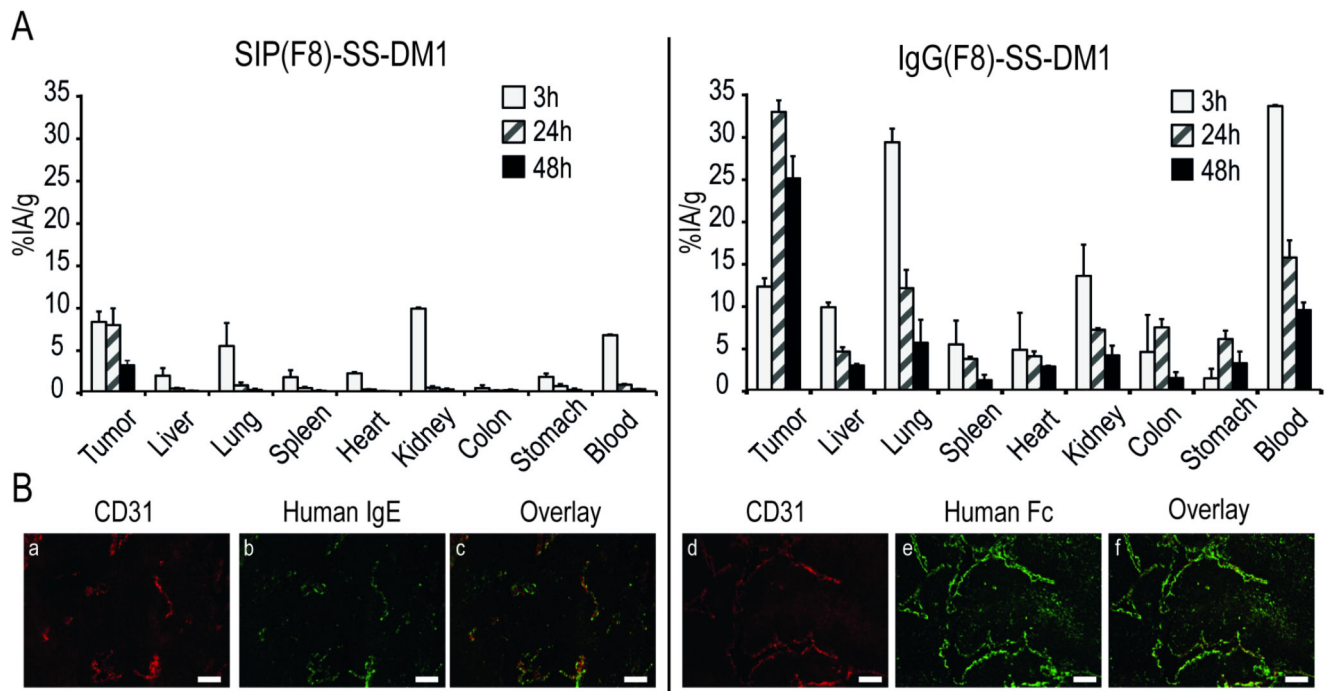 A
SIP(F8)-SS-DM1
35
30
25
20
15
10
5
0
%IA/g
3h
24h
48h
Tumor
Liver
Lung
Spleen
Heart
Kidney
Colon
Stomach
Blood
IgG(F8)-SS-DM1
35
30
25
20
15
10
5
0
%IA/g
3h
24h
48h
Tumor
Liver
Lung
Spleen
Heart
Kidney
Colon
Stomach
Blood
B
CD31 Human IgE Overlay
a b c
CD31 Human Fc Overlay
d e f